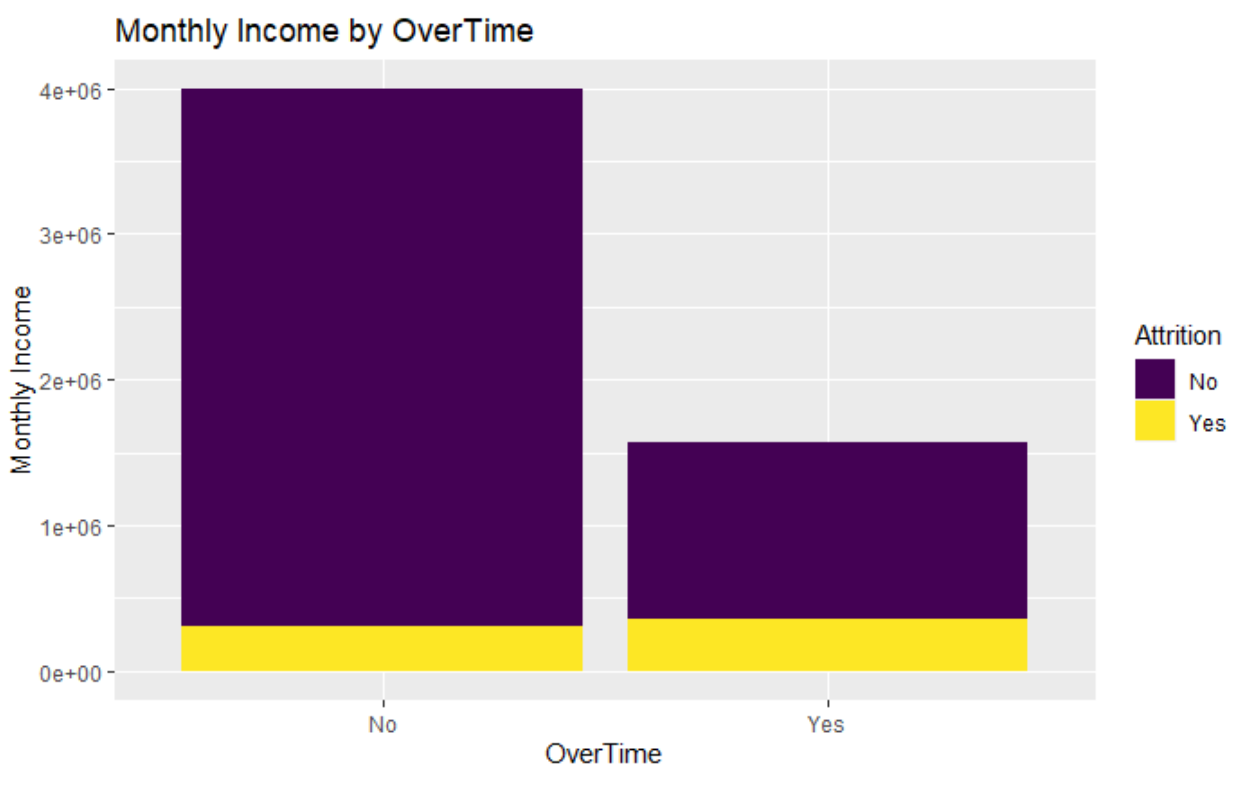 Monthly Income by OverTime
Monthly Income
4e+06
3e+06
2e+06
1e+06
0e+00
No
Yes
OverTime
Attrition
No
Yes